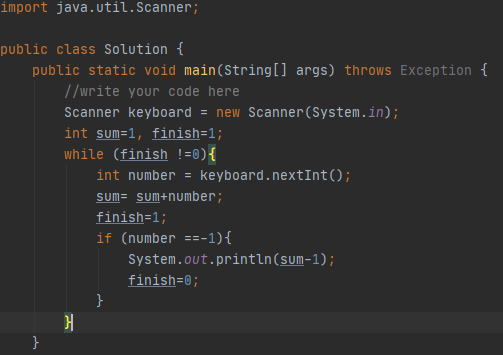 import java.util.Scanner;
public class Solution {
public static void main(String[] args) throws Exception {
//write your code here
Scanner keyboard = new Scanner(System.in);
int sum=1, finish=1;
while (finish !=0){
int number = keyboard.nextInt();
sum= sum+number;
finish=1;
if (number ==-1){
System.out.println(sum-1);
finish=0;
}
}
}